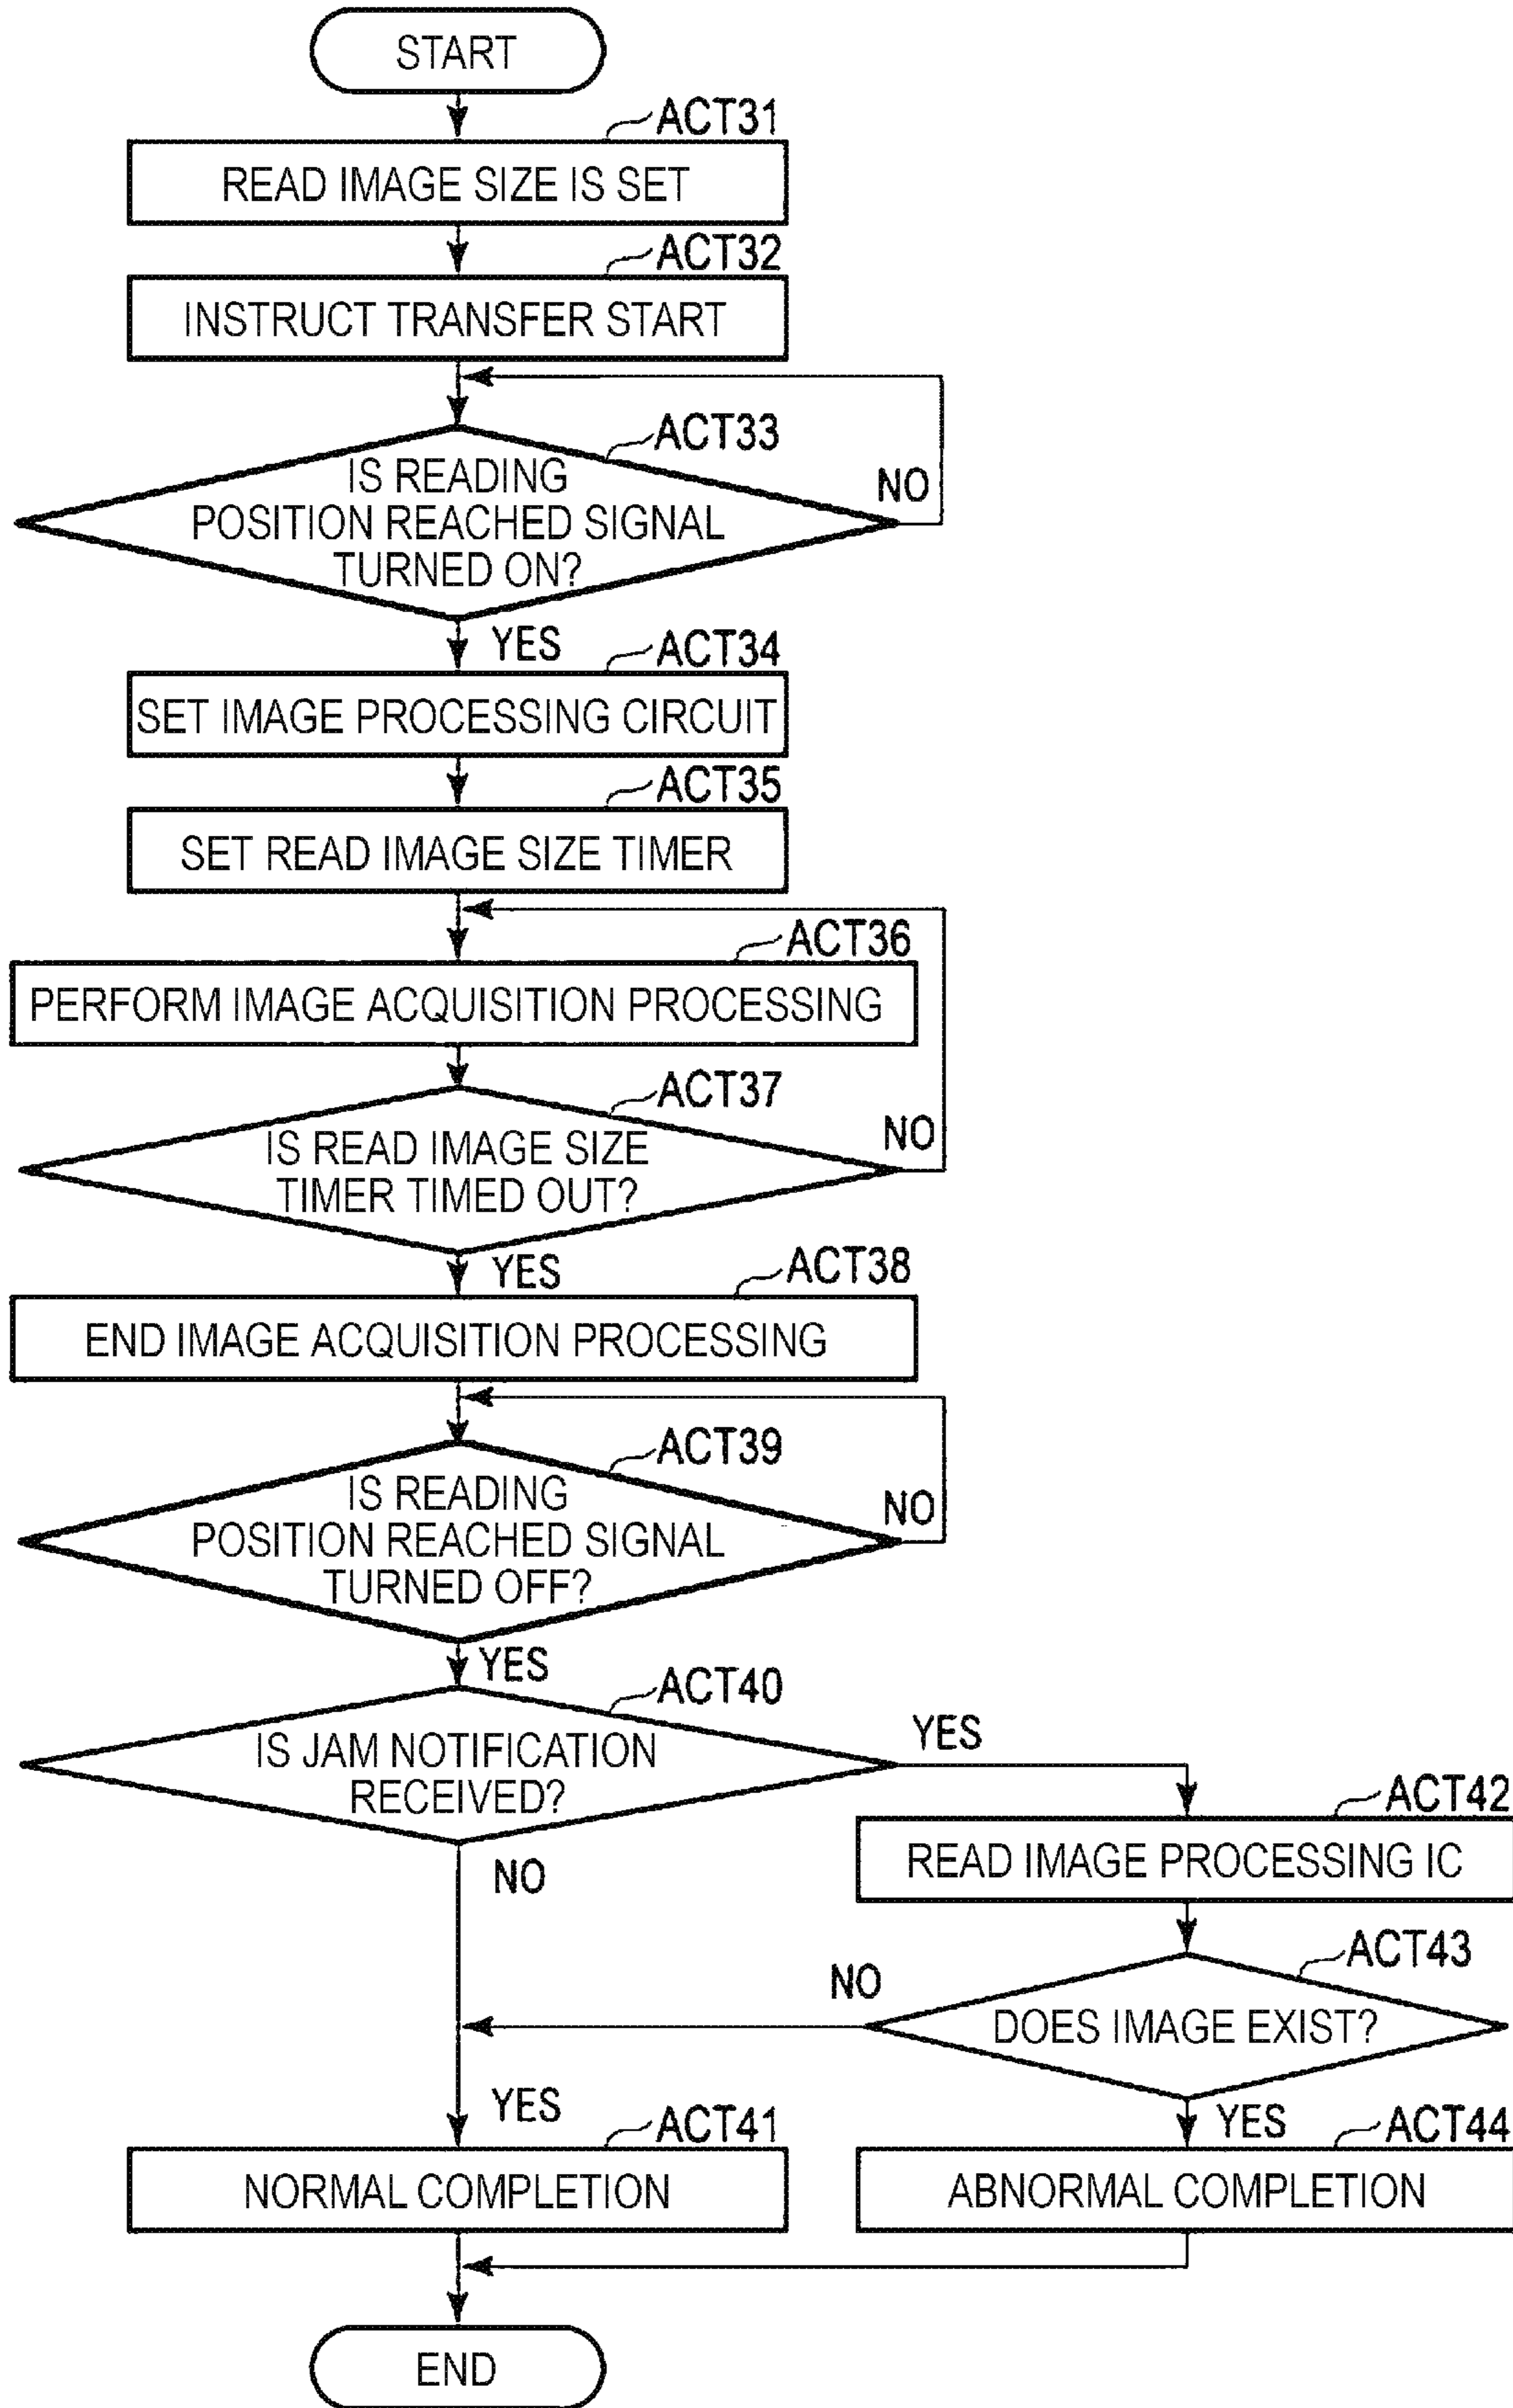 START
ACT31
READ IMAGE SIZE IS SET
ACT32
INSTRUCT TRANSFER START
ACT33
IS READING
POSITION REACHED SIGNAL
TURNED ON?
NO
YES
ACT34
SET IMAGE PROCESSING CIRCUIT
ACT35
SET READ IMAGE SIZE TIMER
ACT36
PERFORM IMAGE ACQUISITION PROCESSING
ACT37
IS READ IMAGE SIZE
TIMER TIMED OUT?
NO
YES
ACT38
END IMAGE ACQUISITION PROCESSING
ACT39
IS READING
POSITION REACHED SIGNAL
TURNED OFF?
NO
YES
ACT40
IS JAM NOTIFICATION
RECEIVED?
YES
NO
ACT42
READ IMAGE PROCESSING IC
ACT43
DOES IMAGE EXIST?
NO
YES
YES
ACT41
NORMAL COMPLETION
ACT44
ABNORMAL COMPLETION
END